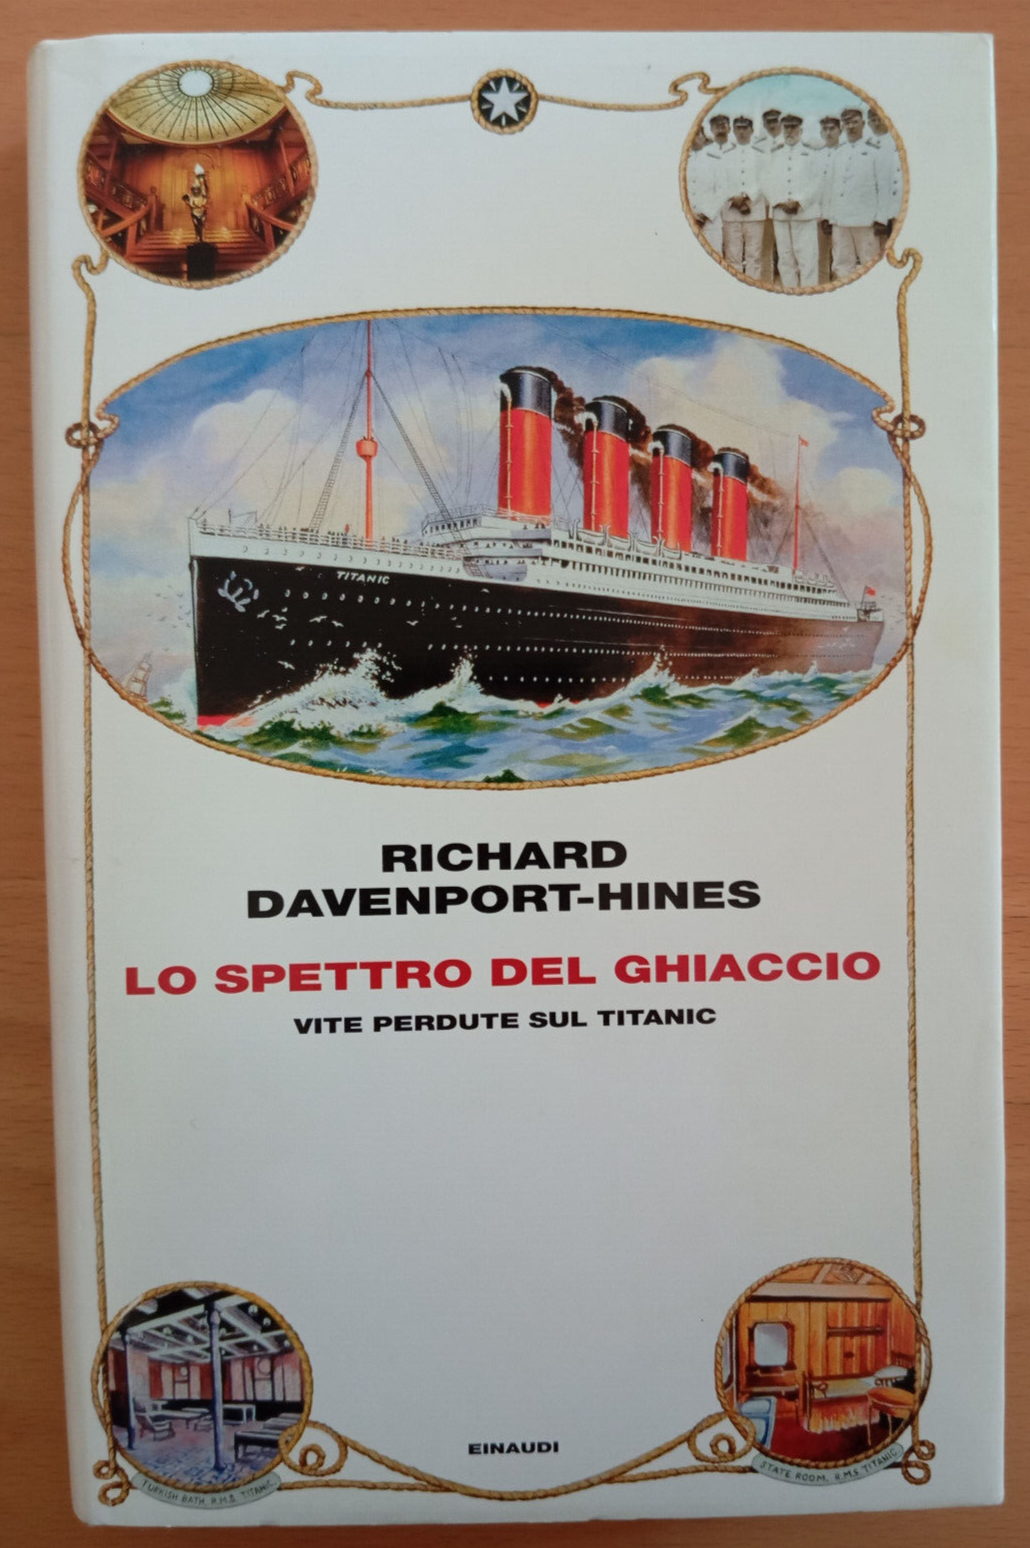 TITANIC
RICHARD
DAVENPORT-HINES
LO SPETTRO DEL GHIACCIO
VITE PERDUTE SUL TITANIC
EINAUDI
TURKISH BATH, R.M.S. TITANIC.
STATE ROOM, R.M.S. TITANIC.